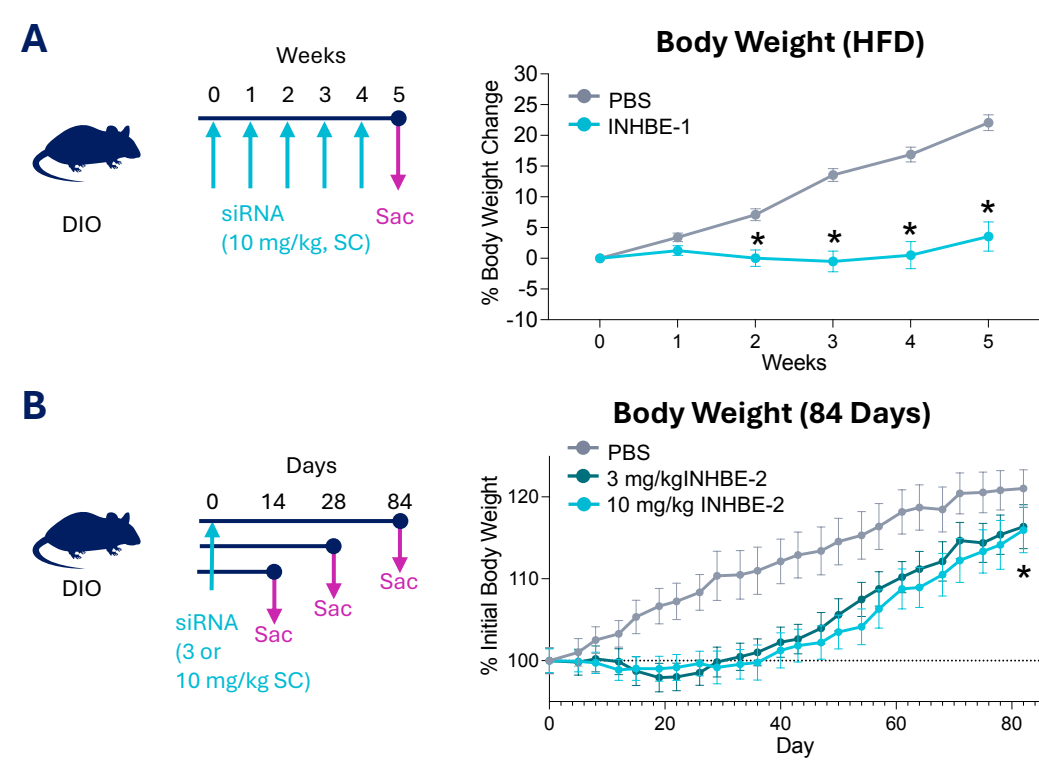 A
Weeks
0 1 2 3 4 5
DIO
siRNA
(10 mg/kg, SC)
Sac
Body Weight (HFD)
% Body Weight Change
30
25
20
15
10
5
0
-5
-10
PBS
INHBE-1
*
*
*
*
0 1 2 3 4 5
Weeks
B
Days
0 14 28 84
DIO
siRNA
(3 or
10 mg/kg SC)
Sac
Sac
Sac
Body Weight (84 Days)
% Initial Body Weight
PBS
3 mg/kgINHBE-2
10 mg/kg INHBE-2
120
110
100
*
0 20 40 60 80
Day